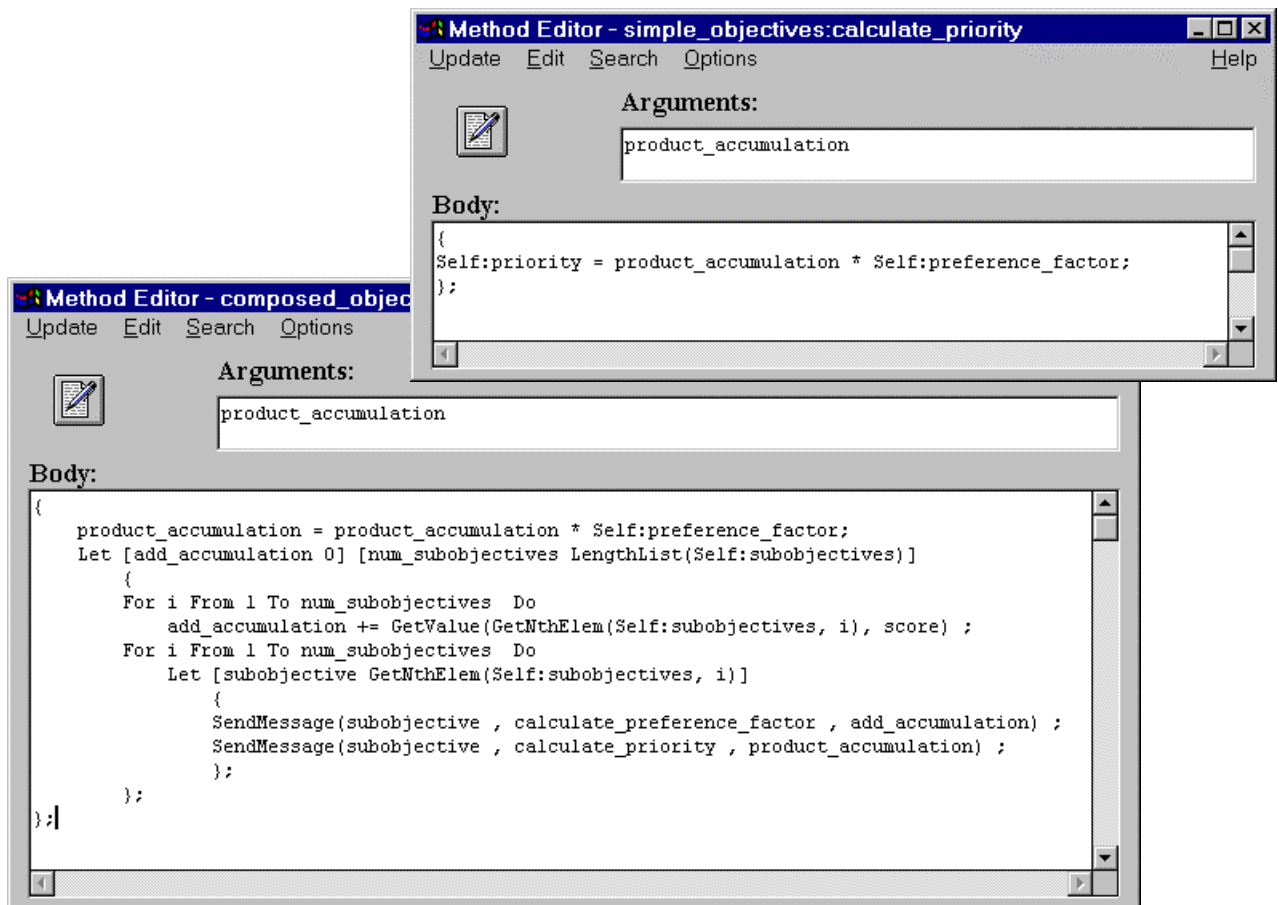 Method Editor - simple_objectives:calculate_priority
Update Edit Search Options Help
Arguments:
product_accumulation
Body:
{
Self:priority = product_accumulation * Self:preference_factor;
};
Method Editor - composed_objec
Update Edit Search Options
Arguments:
product_accumulation
Body:
{
product_accumulation = product_accumulation * Self:preference_factor;
Let [add_accumulation 0] [num_subobjectives LengthList(Self:subobjectives)]
{
For i From 1 To num_subobjectives Do
add_accumulation += GetValue(GetNthElem(Self:subobjectives, i), score) ;
For i From 1 To num_subobjectives Do
Let [subobjective GetNthElem(Self:subobjectives, i)]
{
SendMessage(subobjective , calculate_preference_factor , add_accumulation) ;
SendMessage(subobjective , calculate_priority , product_accumulation) ;
};
};
};